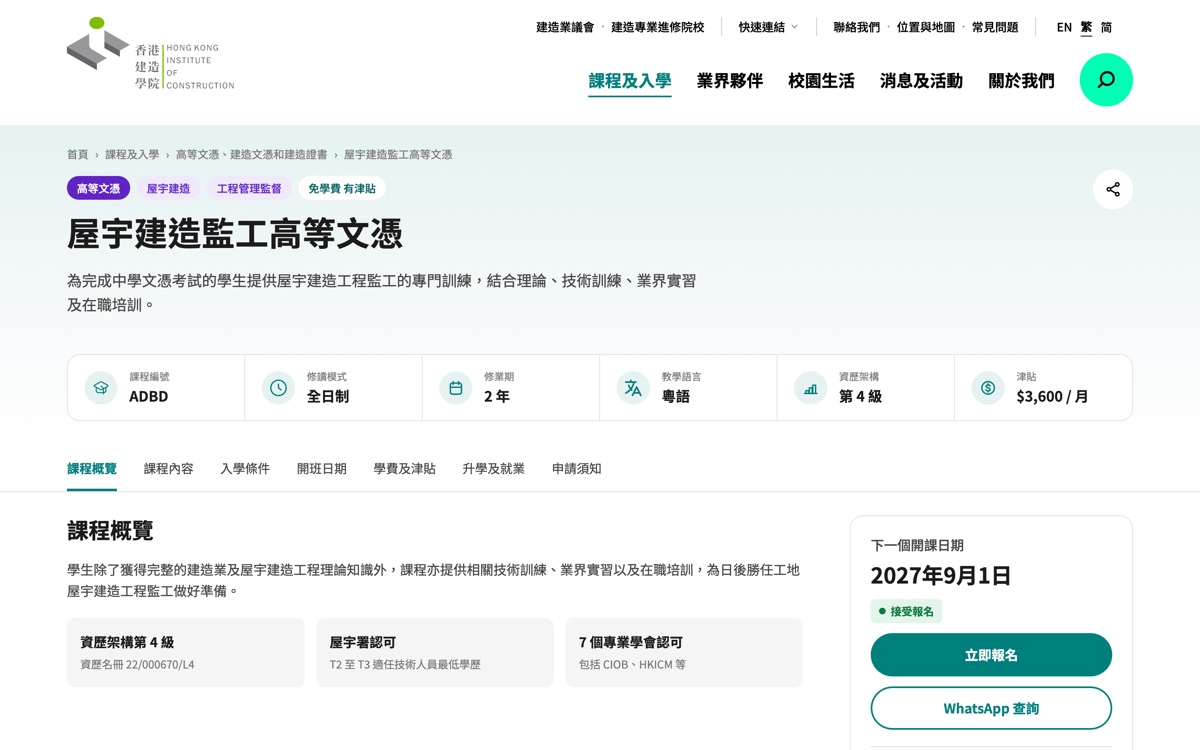 香港
建造
學院
HONG KONG
INSTITUTE
OF
CONSTRUCTION
建造業議會 · 建造專業進修院校
快速連結
聯絡我們 · 位置與地圖 · 常見問題
EN 繁 简
課程及入學 業界夥伴 校園生活 消息及活動 關於我們
首頁 › 課程及入學 › 高等文憑、建造文憑和建造證書 › 屋宇建造監工高等文憑
高等文憑 屋宇建造 工程管理監督 免學費 有津貼
屋宇建造監工高等文憑
為完成中學文憑考試的學生提供屋宇建造工程監工的專門訓練，結合理論、技術訓練、業界實習
及在職培訓。
課程編號
ADBD
修讀模式
全日制
修業期
2 年
教學語言
粵語
資歷架構
第 4 級
津貼
$3,600 / 月
課程概覽 課程內容 入學條件 開班日期 學費及津貼 升學及就業 申請須知
課程概覽
學生除了獲得完整的建造業及屋宇建造工程理論知識外，課程亦提供相關技術訓練、業界實習以及在職培訓，為日後勝任工地
屋宇建造工程監工做好準備。
資歷架構第 4 級
資歷名冊 22/000670/L4
屋宇署認可
T2 至 T3 適任技術人員最低學歷
7 個專業學會認可
包括 CIOB、HKICM 等
下一個開課日期
2027年9月1日
接受報名
立即報名
WhatsApp 查詢